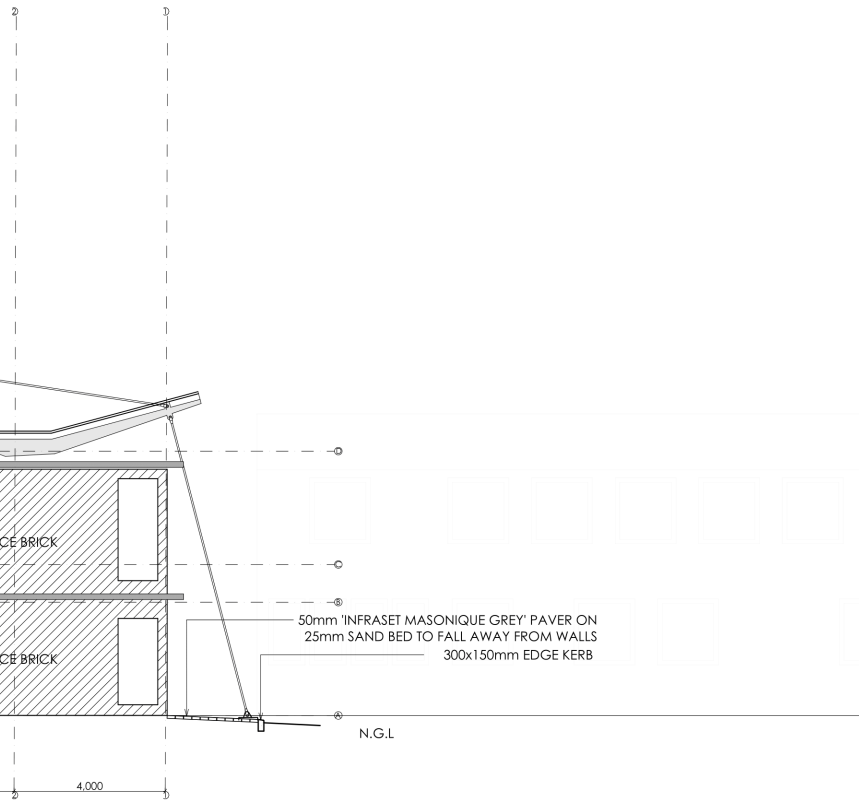 2
1
D
CE BRICK
C
B
50mm 'INFRASET MASONIQUE GREY' PAVER ON
25mm SAND BED TO FALL AWAY FROM WALLS
300x150mm EDGE KERB
CE BRICK
A
N.G.L
4,000
2
1